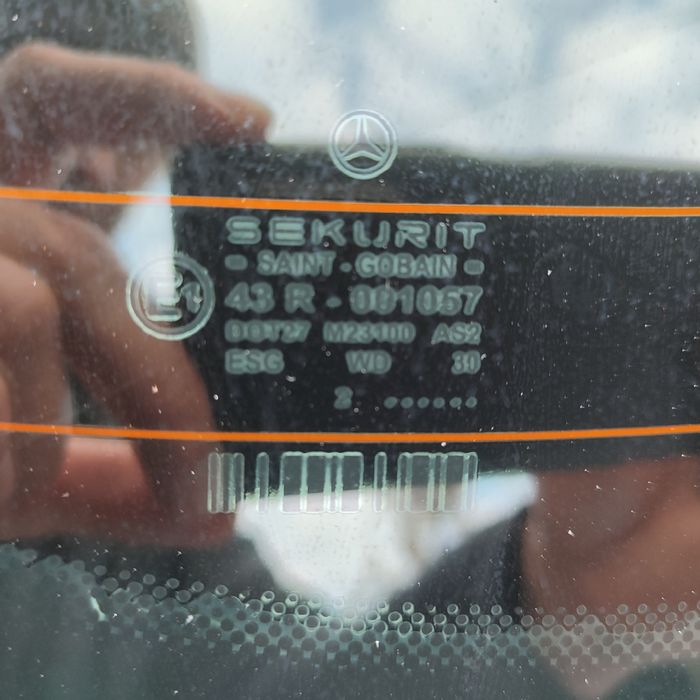 SEKURIT
SAINT-GOBAIN
E1
43 R - 001057
DOT27 M23100 AS2
ESG WD 30
2 ......